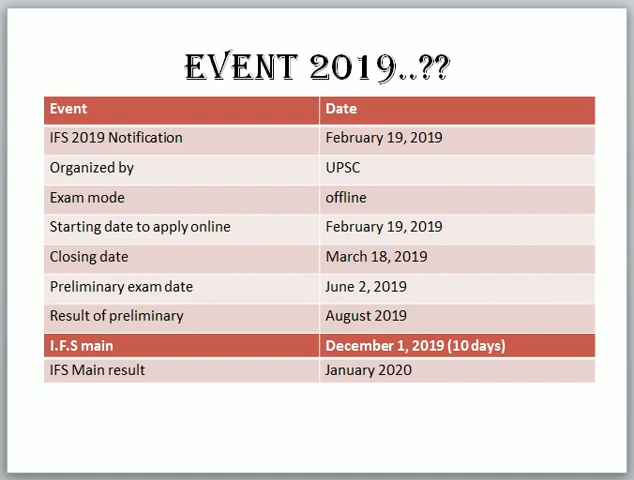 EVENT 2019..??
Event Date
IFS 2019 Notification February 19, 2019
Organized by UPSC
Exam mode offline
Starting date to apply online February 19, 2019
Closing date March 18, 2019
Preliminary exam date June 2, 2019
Result of preliminary August 2019
I.F.S main December 1, 2019 (10 days)
IFS Main result January 2020